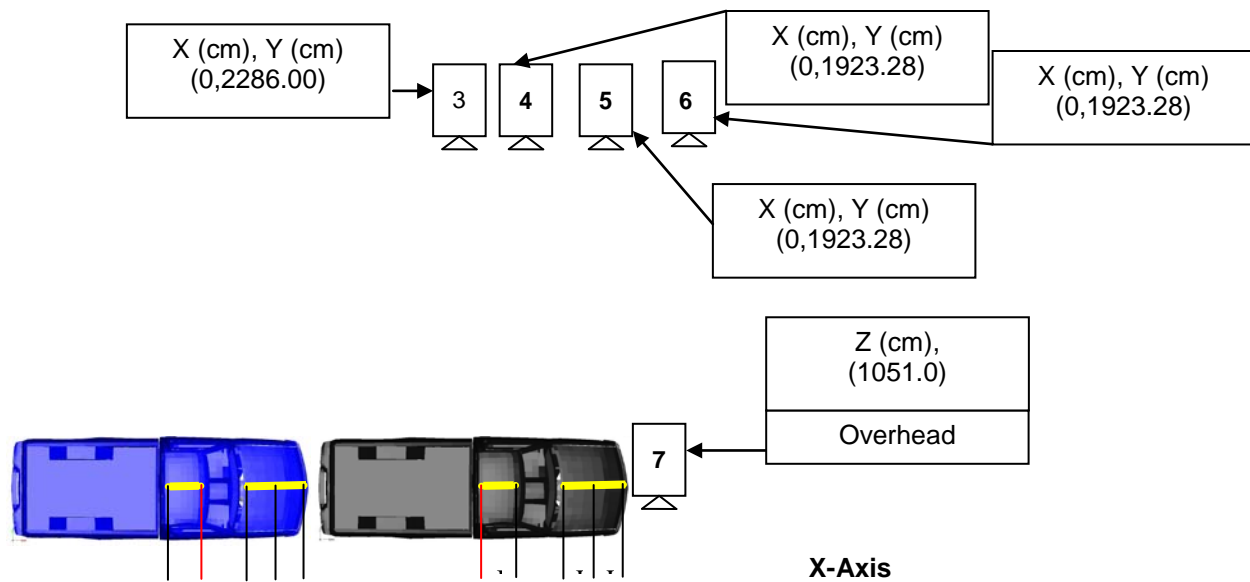 X (cm), Y (cm)
(0,2286.00)
X (cm), Y (cm)
(0,1923.28)
X (cm), Y (cm)
(0,1923.28)
3
4
5
6
X (cm), Y (cm)
(0,1923.28)
Z (cm),
(1051.0)
Overhead
7
X-Axis